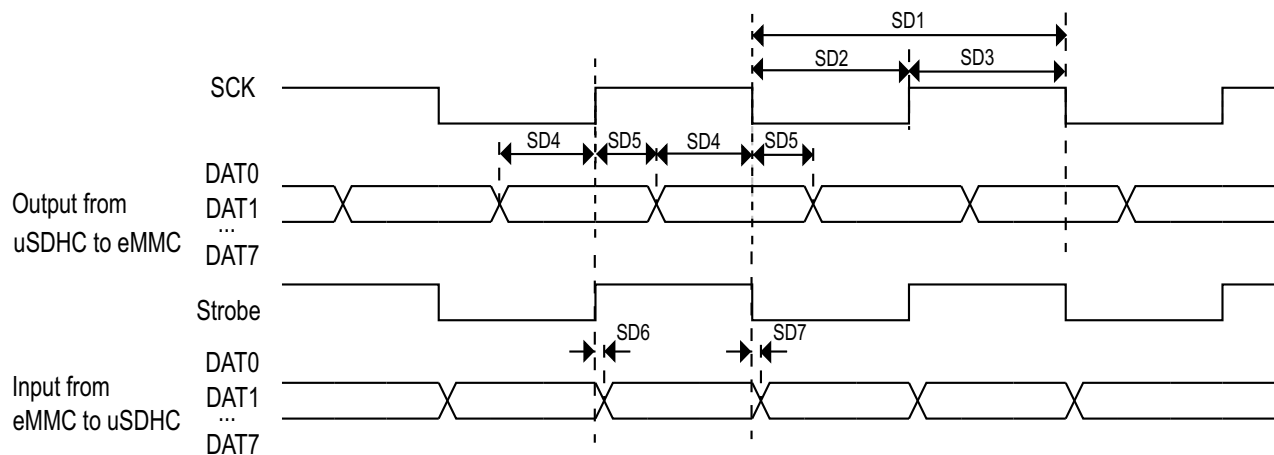 SD1
SD2
SD3
SCK
SD4
SD5
SD4
SD5
Output from
uSDHC to eMMC
DAT0
DAT1
...
DAT7
Strobe
SD6
SD7
Input from
eMMC to uSDHC
DAT0
DAT1
...
DAT7